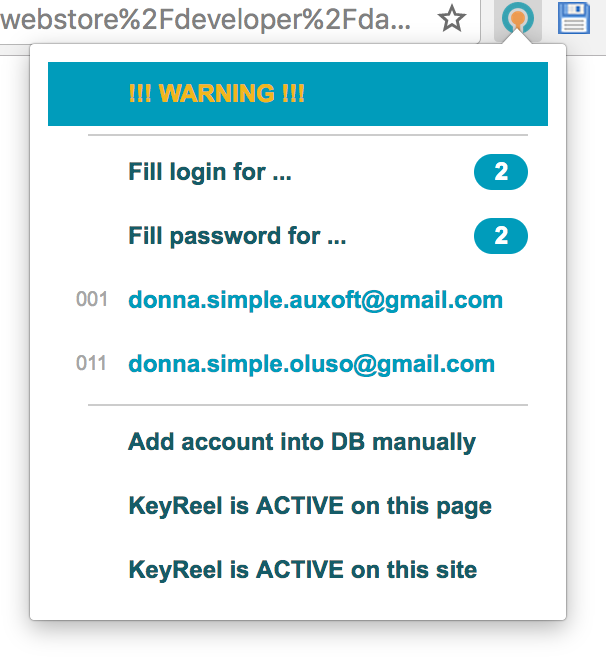 webstore%2Fdeveloper%2Fda...
!!! WARNING !!!
Fill login for ... 2
Fill password for ... 2
001 donna.simple.auxoft@gmail.com
011 donna.simple.oluso@gmail.com
Add account into DB manually
KeyReel is ACTIVE on this page
KeyReel is ACTIVE on this site